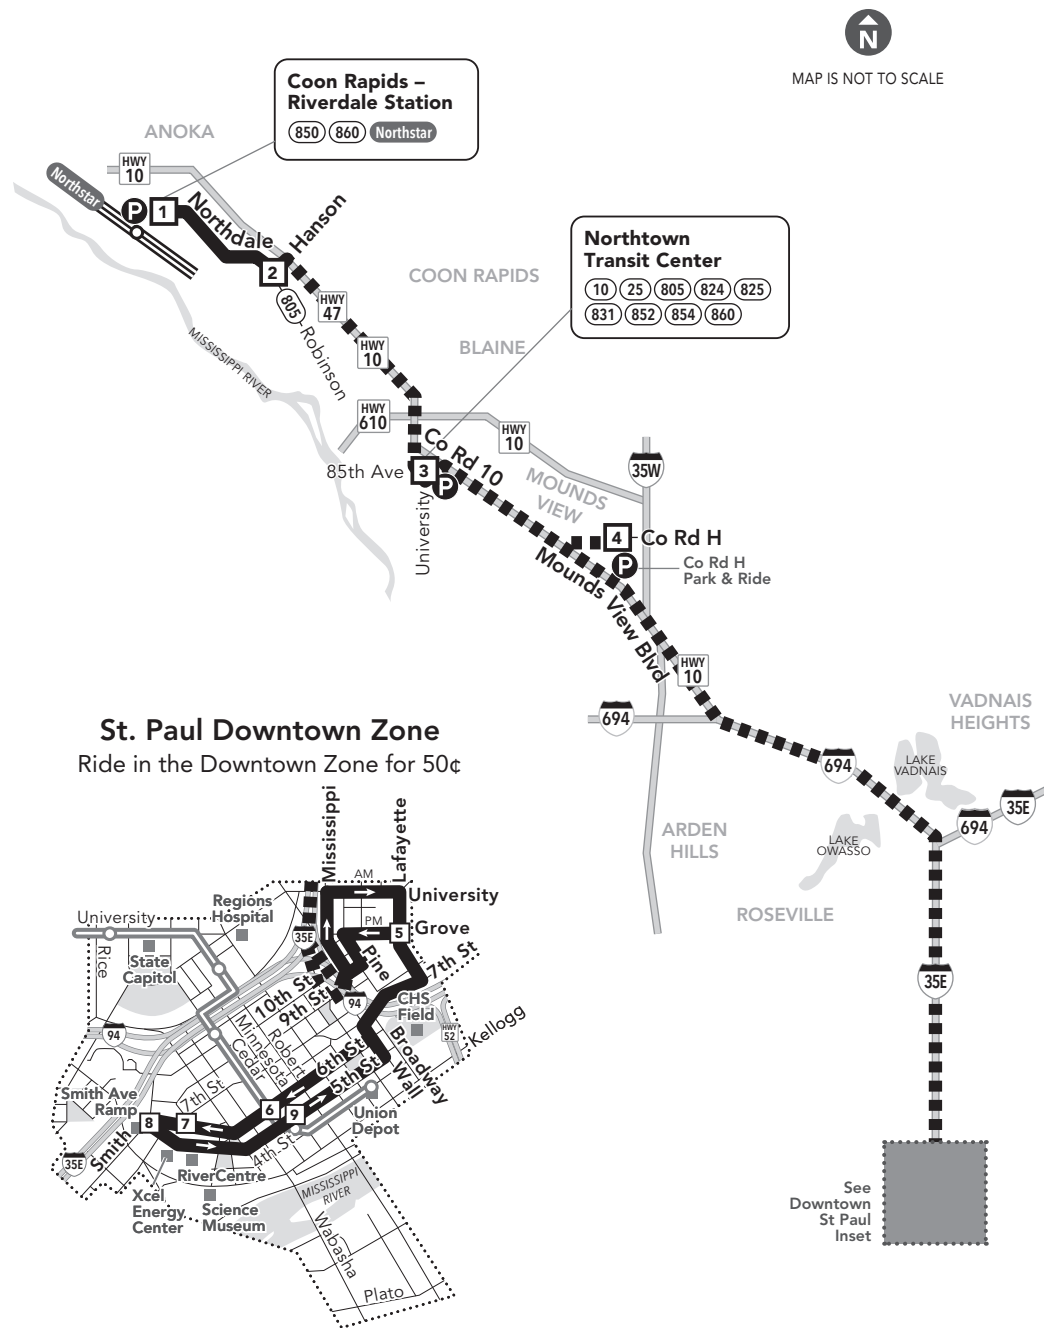 N
MAP IS NOT TO SCALE
Coon Rapids –
Riverdale Station
850 860 Northstar
ANOKA
HWY
10
Northstar
P
1
Northdale
Hanson
2
805
Robinson
HWY
47
HWY
10
COON RAPIDS
BLAINE
Northtown
Transit Center
10 25 805 824 825
831 852 854 860
MISSISSIPPI RIVER
HWY
610
HWY
10
Co Rd 10
85th Ave
3
P
University
MOUNDS
VIEW
35W
4
Co Rd H
P
Co Rd H
Park & Ride
Mounds View Blvd
HWY
10
694
VADNAIS
HEIGHTS
694
LAKE
VADNAIS
35E
694
LAKE
OWASSO
ARDEN
HILLS
ROSEVILLE
35E
See
Downtown
St Paul
Inset
St. Paul Downtown Zone
Ride in the Downtown Zone for 50¢
Mississippi
Lafayette
AM
University
Regions
Hospital
University
PM
5
Grove
35E
State
Capitol
Rice
Pine
7th St
10th St
9th St
94
CHS
Field
HWY
52
Kellogg
94
Minnesota
Cedar
Robert
6th St
5th St
Broadway
Wall
7th St
Smith Ave
Ramp
8
7
6
9
Union
Depot
4th St
Smith
35E
RiverCentre
Xcel
Energy
Center
Science
Museum
MISSISSIPPI
RIVER
Wabasha
Plato